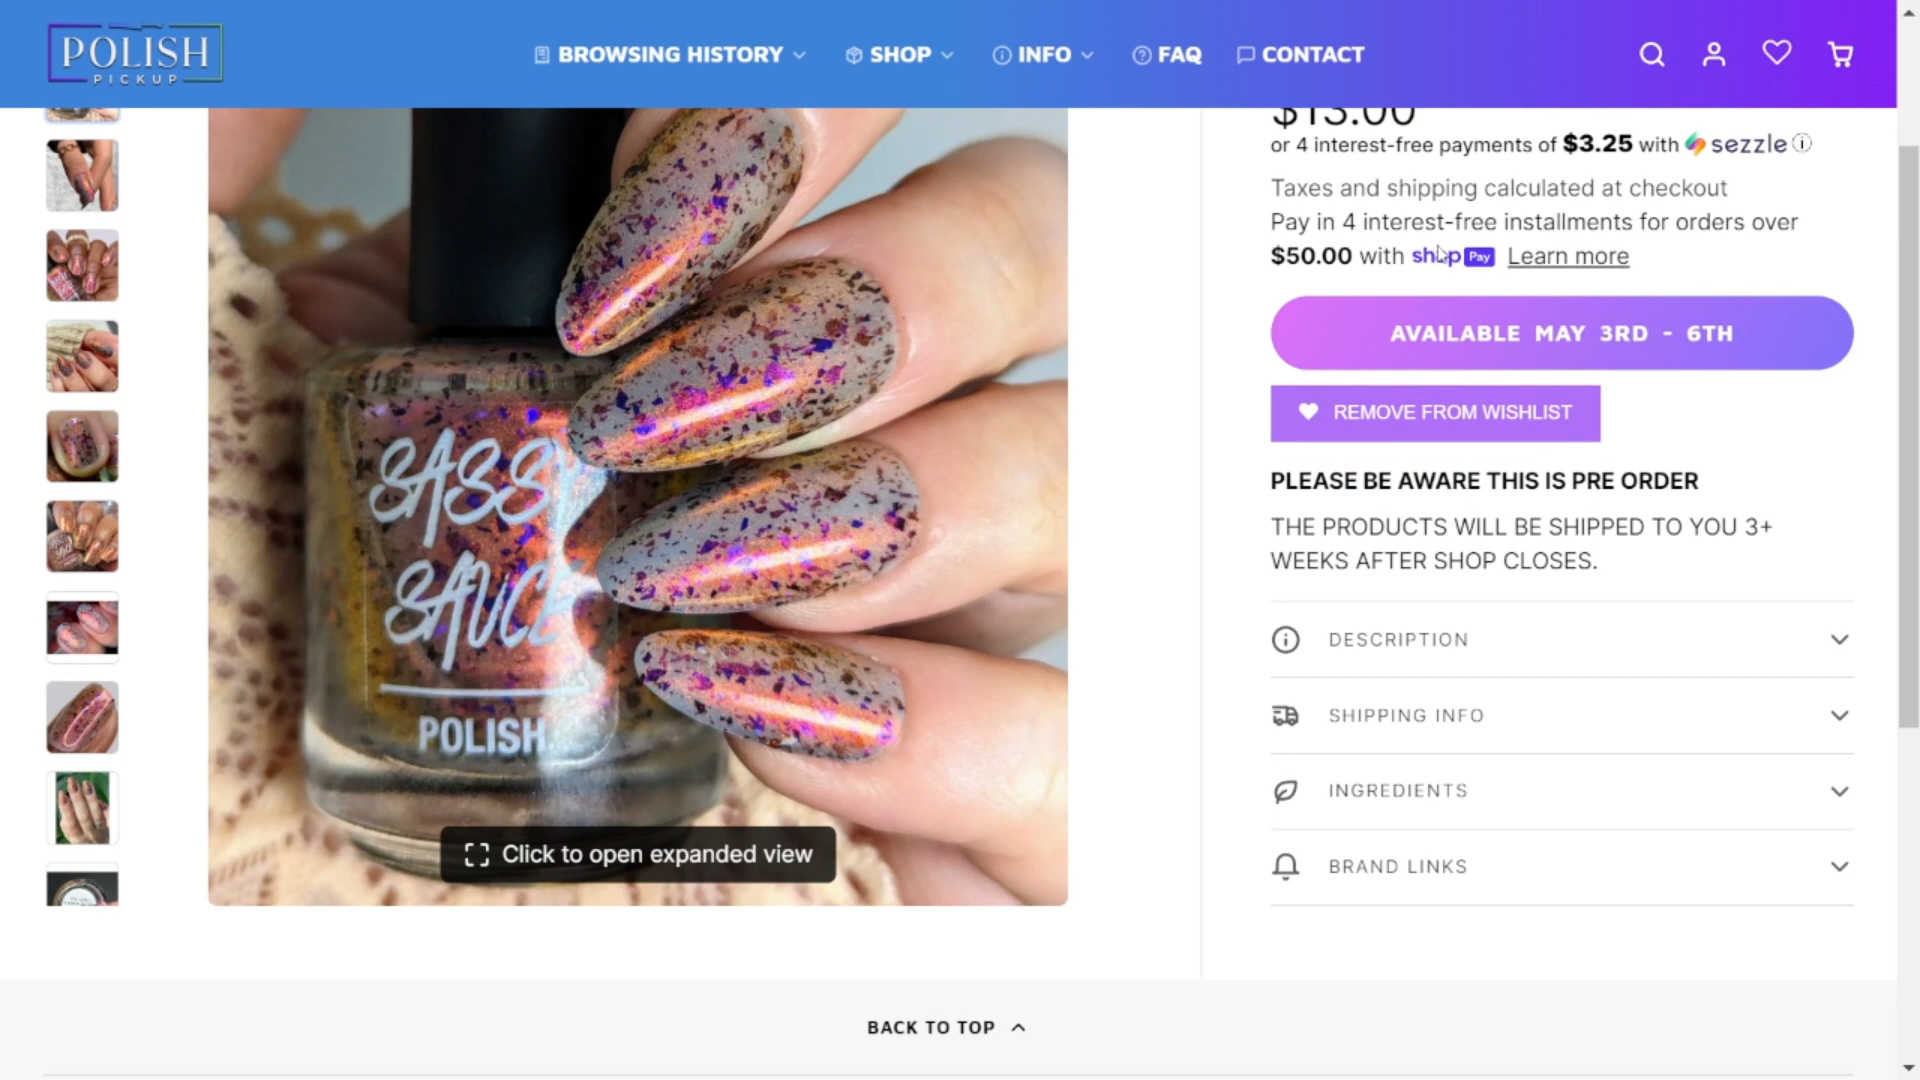 POLISH
PICKUP
BROWSING HISTORY
SHOP
INFO
FAQ
CONTACT
$13.00
or 4 interest-free payments of $3.25 with sezzle
Taxes and shipping calculated at checkout
Pay in 4 interest-free installments for orders over
$50.00 with shop Pay Learn more
AVAILABLE MAY 3RD - 6TH
REMOVE FROM WISHLIST
PLEASE BE AWARE THIS IS PRE ORDER
THE PRODUCTS WILL BE SHIPPED TO YOU 3+
WEEKS AFTER SHOP CLOSES.
DESCRIPTION
SHIPPING INFO
INGREDIENTS
BRAND LINKS
SASSY
SAUCE
POLISH
Click to open expanded view
BACK TO TOP